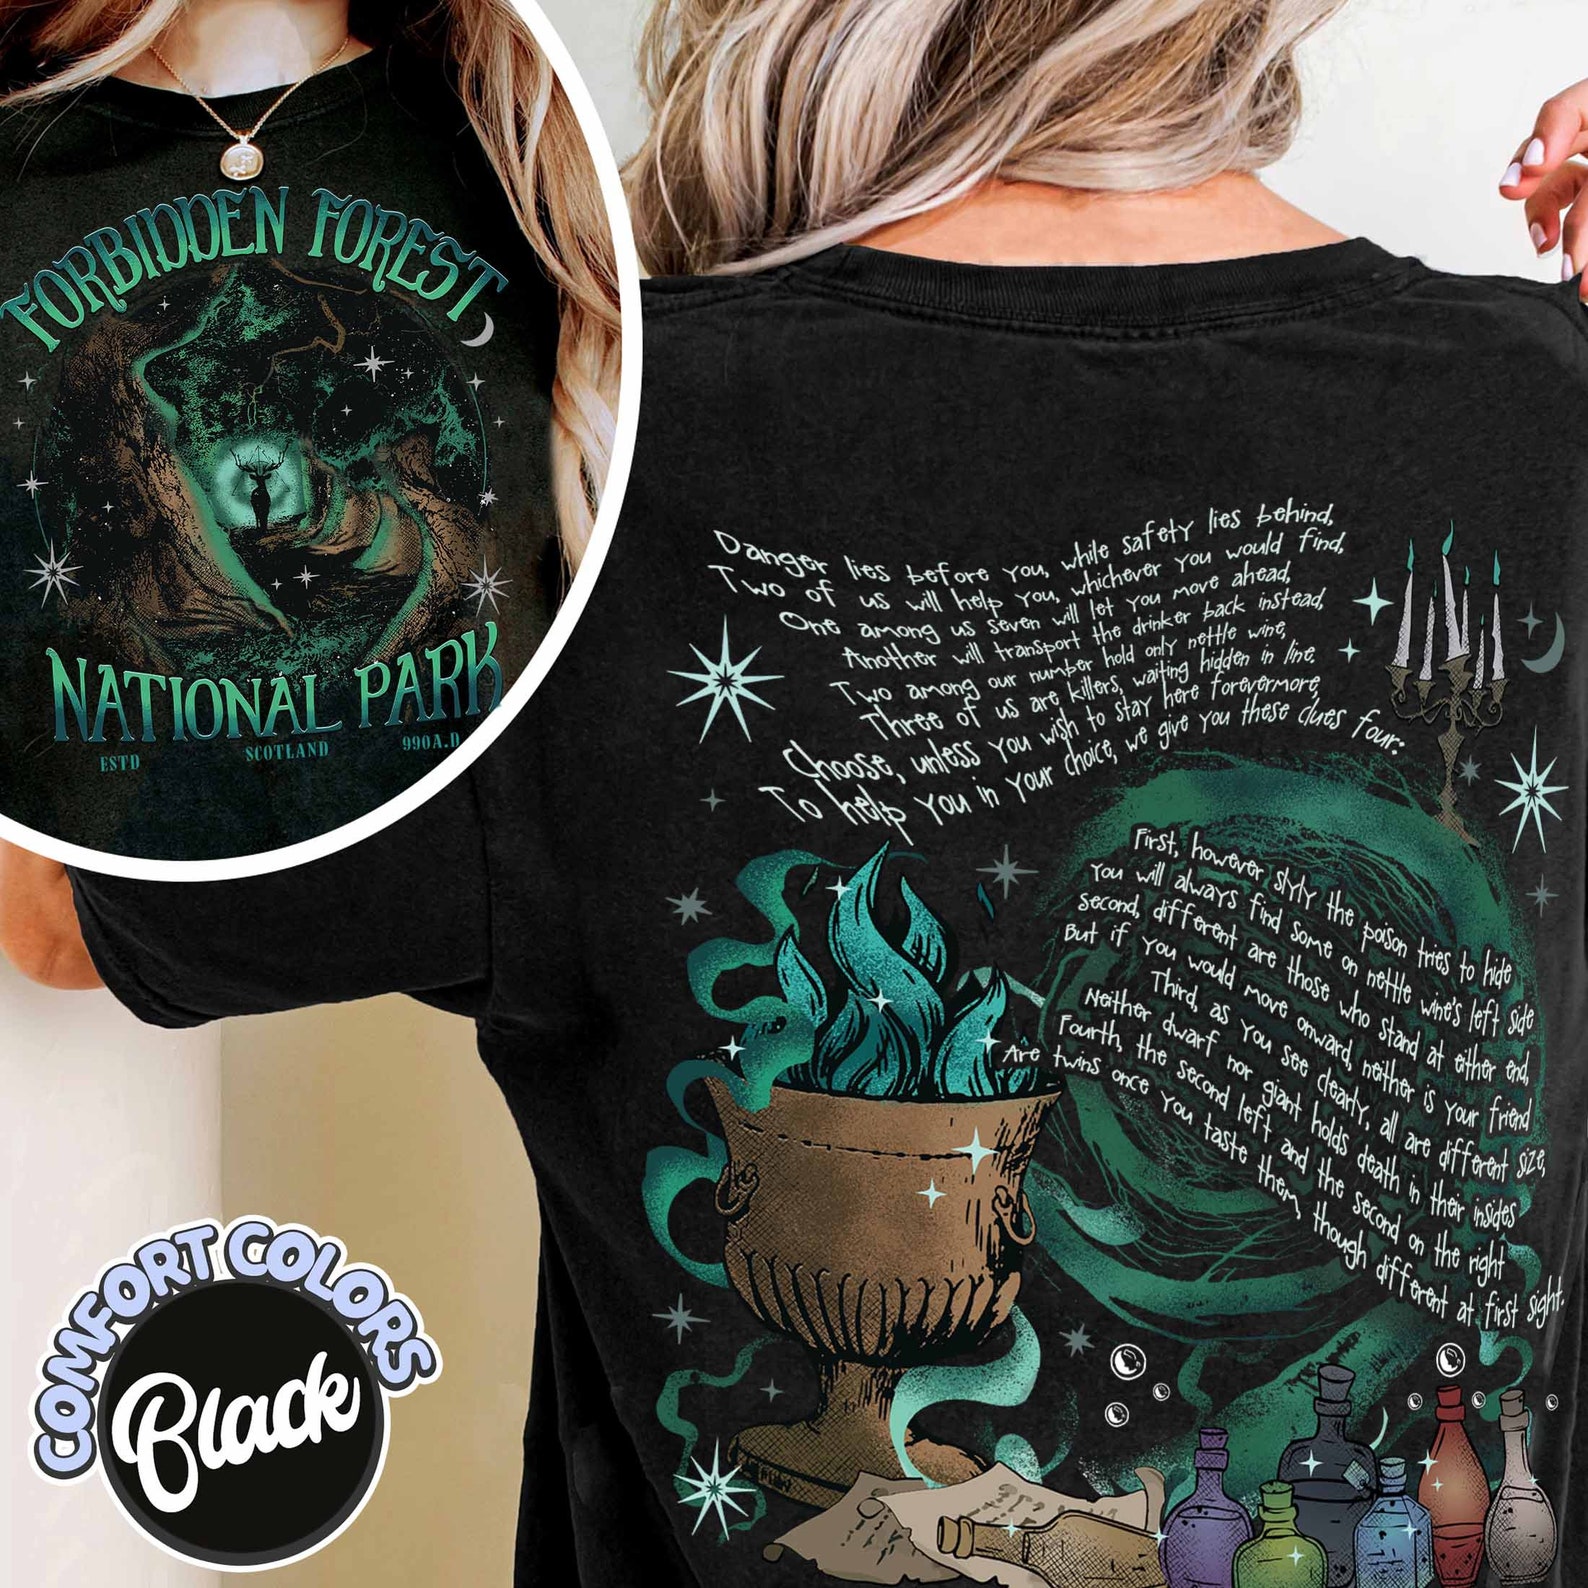 FORBIDDEN FOREST
NATIONAL PARK
ESTD
SCOTLAND
990A.D.
Danger lies before you, while safety lies behind,
Two of us will help you, whichever you would find,
One among us seven will let you move ahead,
Another will transport the drinker back instead,
Two among our number hold only nettle wine,
Three of us are killers, waiting hidden in line.
Choose, unless you wish to stay here forevermore,
To help you in your choice, we give you these clues four:
First, however slyly the poison tries to hide
You will always find some on nettle wine's left side
Second, different are those who stand at either end,
But if you would move onward, neither is your friend
Third, as you see clearly, all are different size,
Neither dwarf nor giant holds death in their insides
Fourth, the second left and the second on the right
Are twins once you taste them, though different at first sight.
COMFORT COLORS
Black